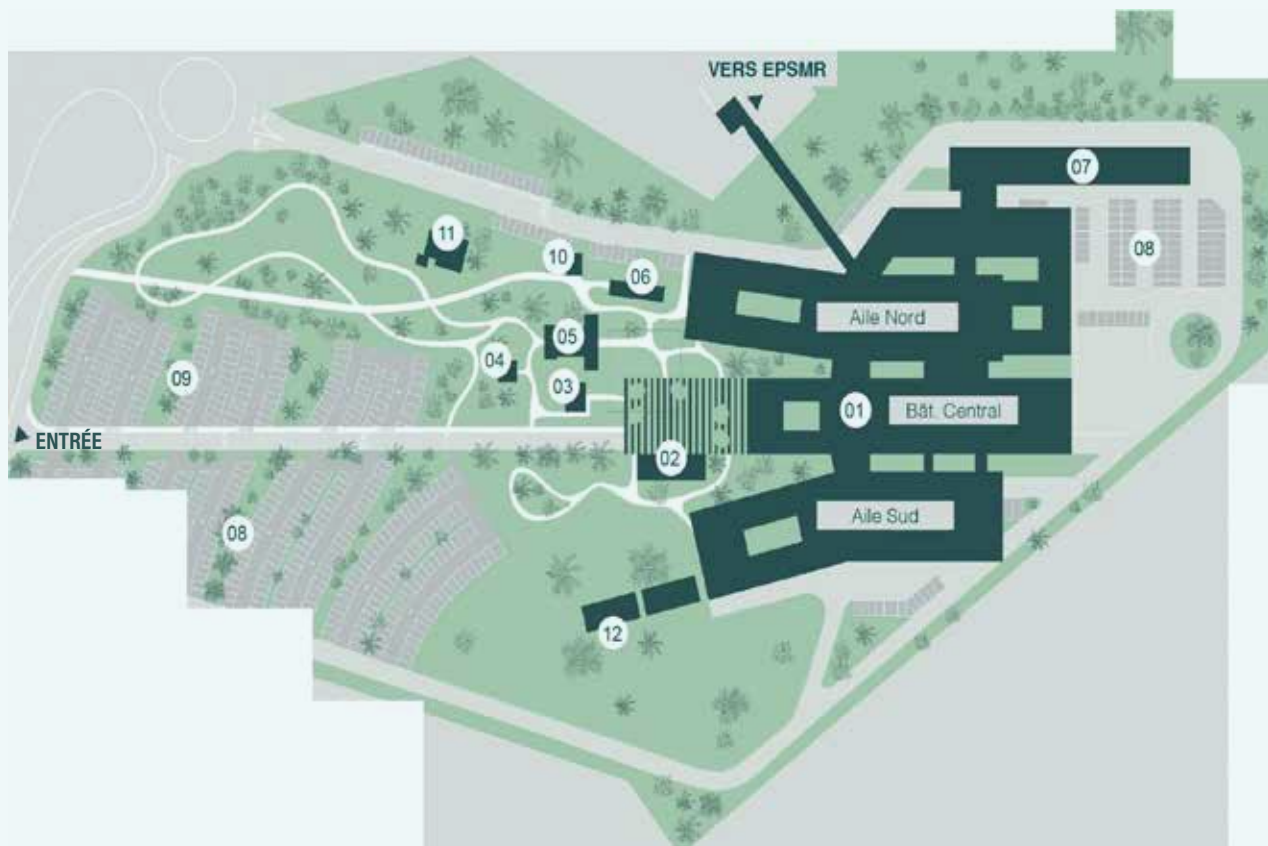 VERS EPSMR
07
11
10
06
08
Aile Nord
05
04
03
09
01
Bât. Central
ENTRÉE
02
08
Aile Sud
12